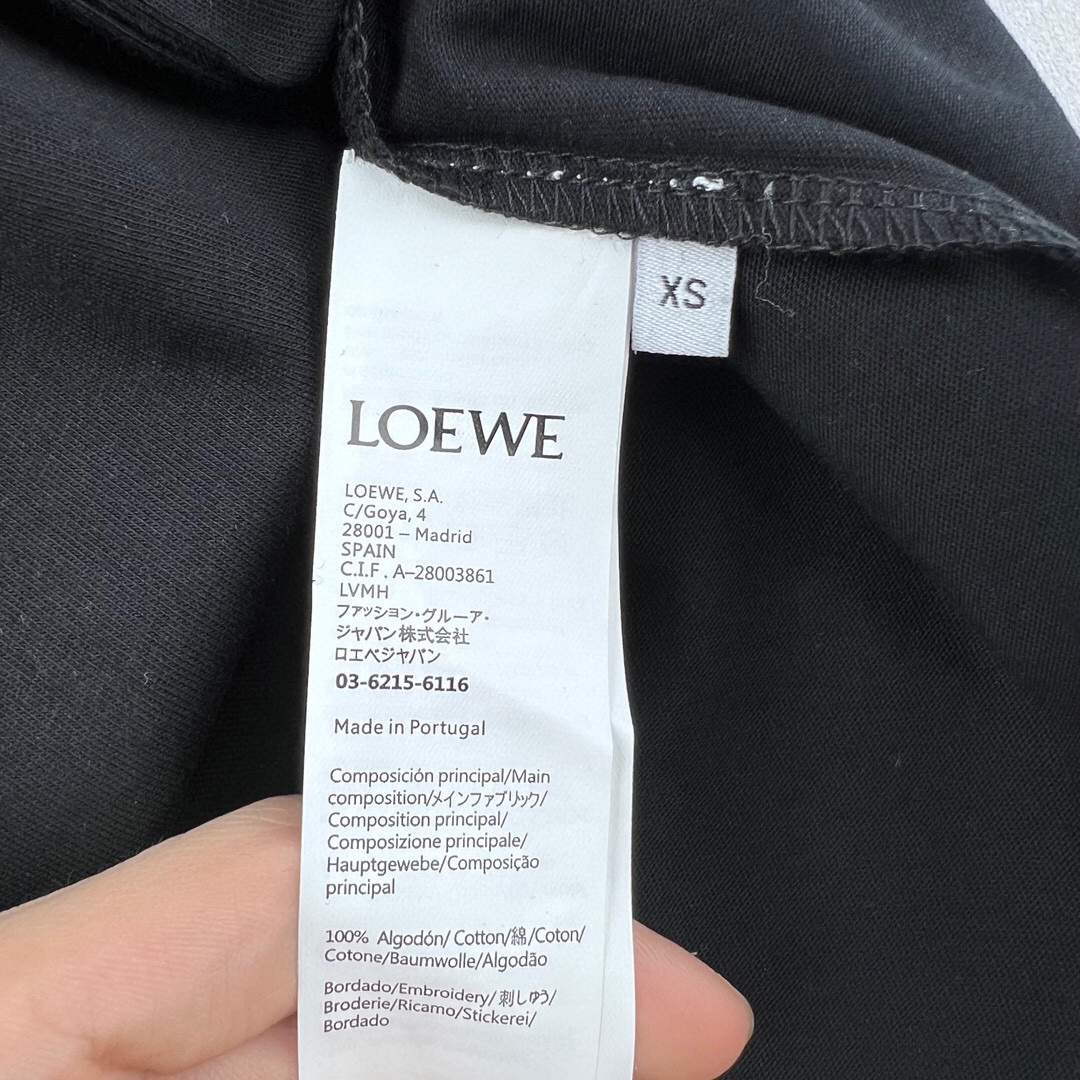 XS
LOEWE
LOEWE, S.A.
C/Goya, 4
28001 – Madrid
SPAIN
C.I.F. A–28003861
LVMH
ファッション・グルーア・
ジャパン株式会社
ロエベジャパン
03-6215-6116
Made in Portugal
Composición principal/Main
composition/メインファブリック/
Composition principal/
Composizione principale/
Hauptgewebe/Composição
principal
100% Algodón/ Cotton/綿/Coton/
Cotone/Baumwolle/Algodão
Bordado/Embroidery/刺しゅう/
Broderie/Ricamo/Stickerei/
Bordado